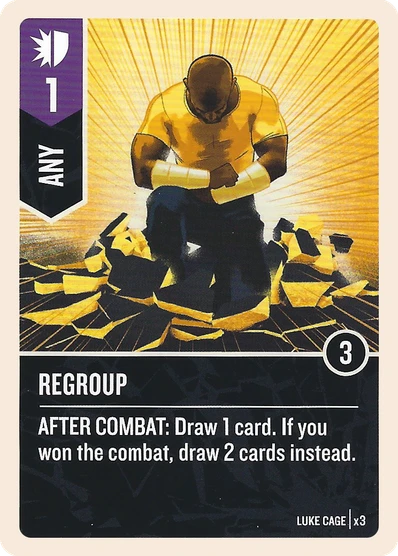 1
ANY
3
REGROUP
AFTER COMBAT: Draw 1 card. If you
won the combat, draw 2 cards instead.
LUKE CAGE | x3